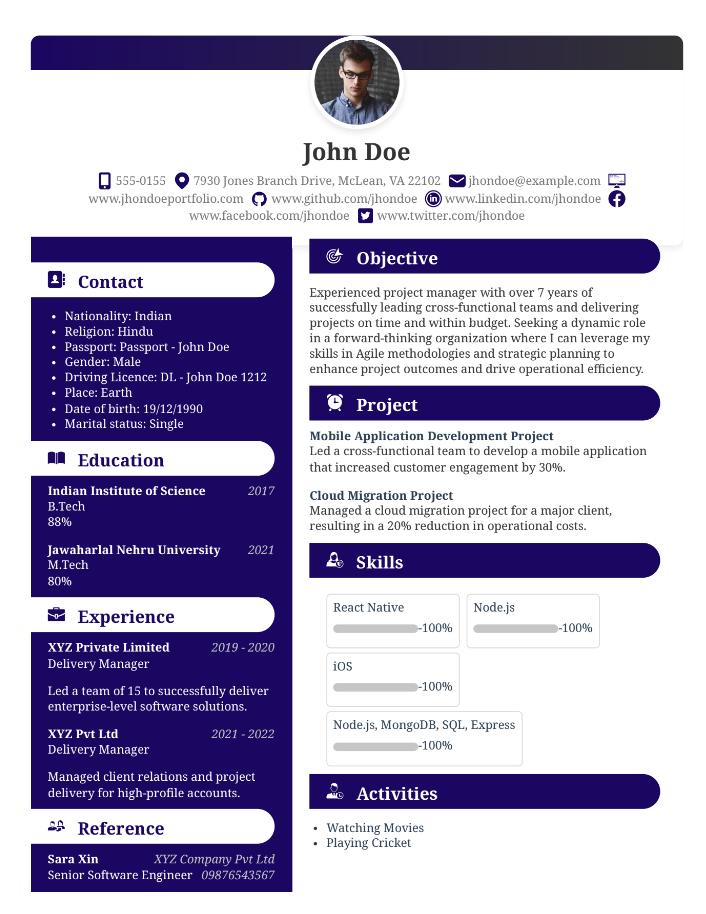 John Doe
555-0155 7930 Jones Branch Drive, McLean, VA 22102 jhondoe@example.com
www.jhondoeportfolio.com www.github.com/jhondoe www.linkedin.com/jhondoe
www.facebook.com/jhondoe www.twitter.com/jhondoe
Contact
• Nationality: Indian
• Religion: Hindu
• Passport: Passport - John Doe
• Gender: Male
• Driving Licence: DL - John Doe 1212
• Place: Earth
• Date of birth: 19/12/1990
• Marital status: Single
Education
Indian Institute of Science 2017
B.Tech
88%
Jawaharlal Nehru University 2021
M.Tech
80%
Experience
XYZ Private Limited 2019 - 2020
Delivery Manager
Led a team of 15 to successfully deliver
enterprise-level software solutions.
XYZ Pvt Ltd 2021 - 2022
Delivery Manager
Managed client relations and project
delivery for high-profile accounts.
Reference
Sara Xin XYZ Company Pvt Ltd
Senior Software Engineer 09876543567
Objective
Experienced project manager with over 7 years of
successfully leading cross-functional teams and delivering
projects on time and within budget. Seeking a dynamic role
in a forward-thinking organization where I can leverage my
skills in Agile methodologies and strategic planning to
enhance project outcomes and drive operational efficiency.
Project
Mobile Application Development Project
Led a cross-functional team to develop a mobile application
that increased customer engagement by 30%.
Cloud Migration Project
Managed a cloud migration project for a major client,
resulting in a 20% reduction in operational costs.
Skills
React Native Node.js
-100% -100%
iOS
-100%
Node.js, MongoDB, SQL, Express
-100%
Activities
• Watching Movies
• Playing Cricket